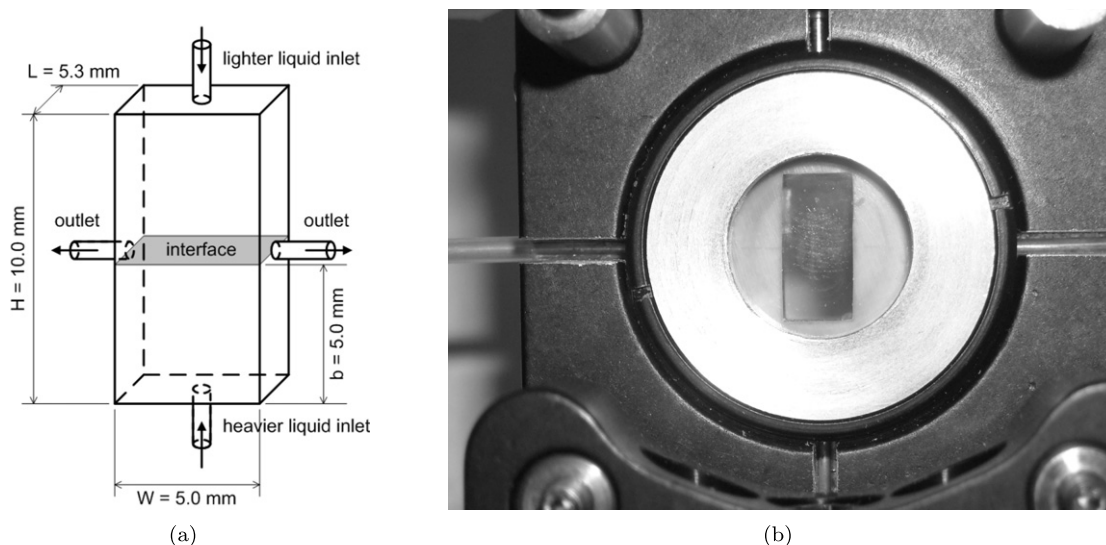 lighter liquid inlet
L = 5.3 mm
H = 10.0 mm
outlet
outlet
interface
b = 5.0 mm
heavier liquid inlet
W = 5.0 mm
(a)
(b)